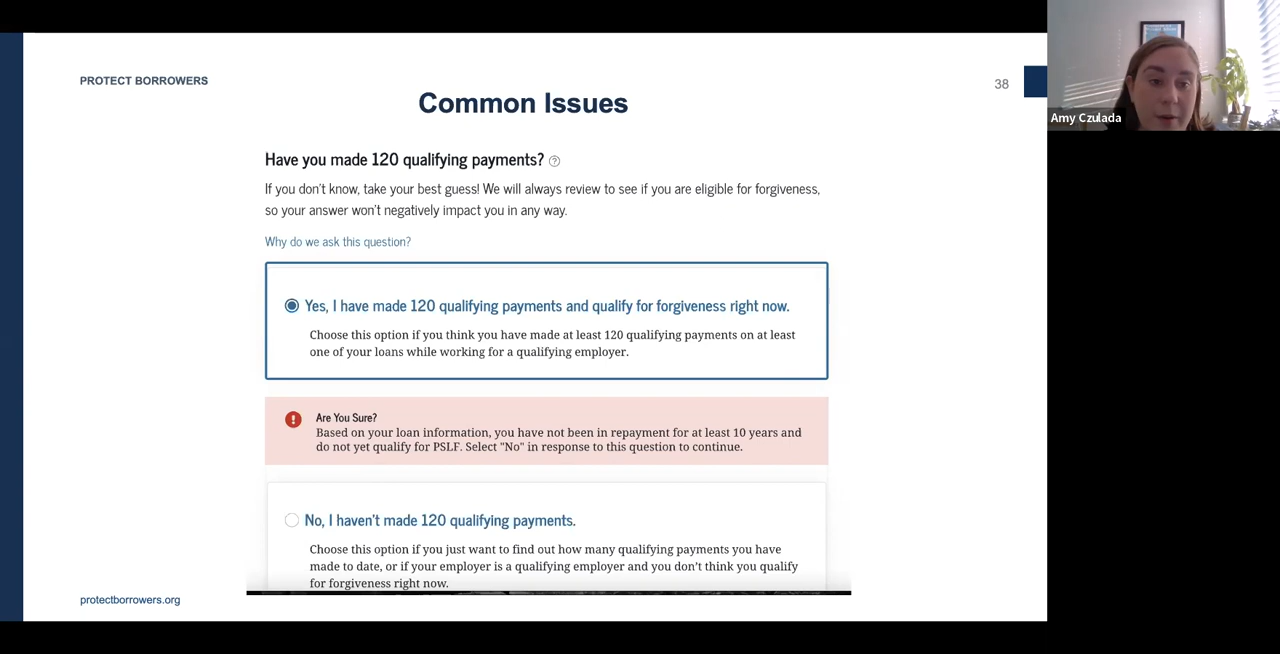 PROTECT BORROWERS
38
Common Issues
Amy Czulada
Have you made 120 qualifying payments? ?
If you don't know, take your best guess! We will always review to see if you are eligible for forgiveness,
so your answer won't negatively impact you in any way.
Why do we ask this question?
Yes, I have made 120 qualifying payments and qualify for forgiveness right now.
Choose this option if you think you have made at least 120 qualifying payments on at least
one of your loans while working for a qualifying employer.
Are You Sure?
Based on your loan information, you have not been in repayment for at least 10 years and
do not yet qualify for PSLF. Select "No" in response to this question to continue.
No, I haven't made 120 qualifying payments.
Choose this option if you just want to find out how many qualifying payments you have
made to date, or if your employer is a qualifying employer and you don't think you qualify
for forgiveness right now.
protectborrowers.org